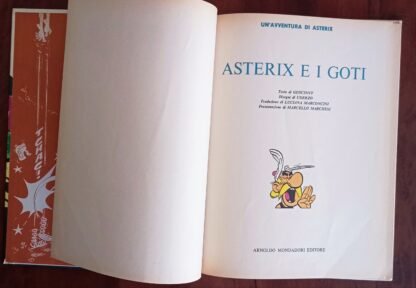 UN'AVVENTURA DI ASTERIX
ASTERIX E I GOTI
Testo di GOSCINNY
Disegni di UDERZO
Traduzione di LUCIANA MARCONCINI
Presentazione di MARCELLO MARCHESI
ARNOLDO MONDADORI EDITORE